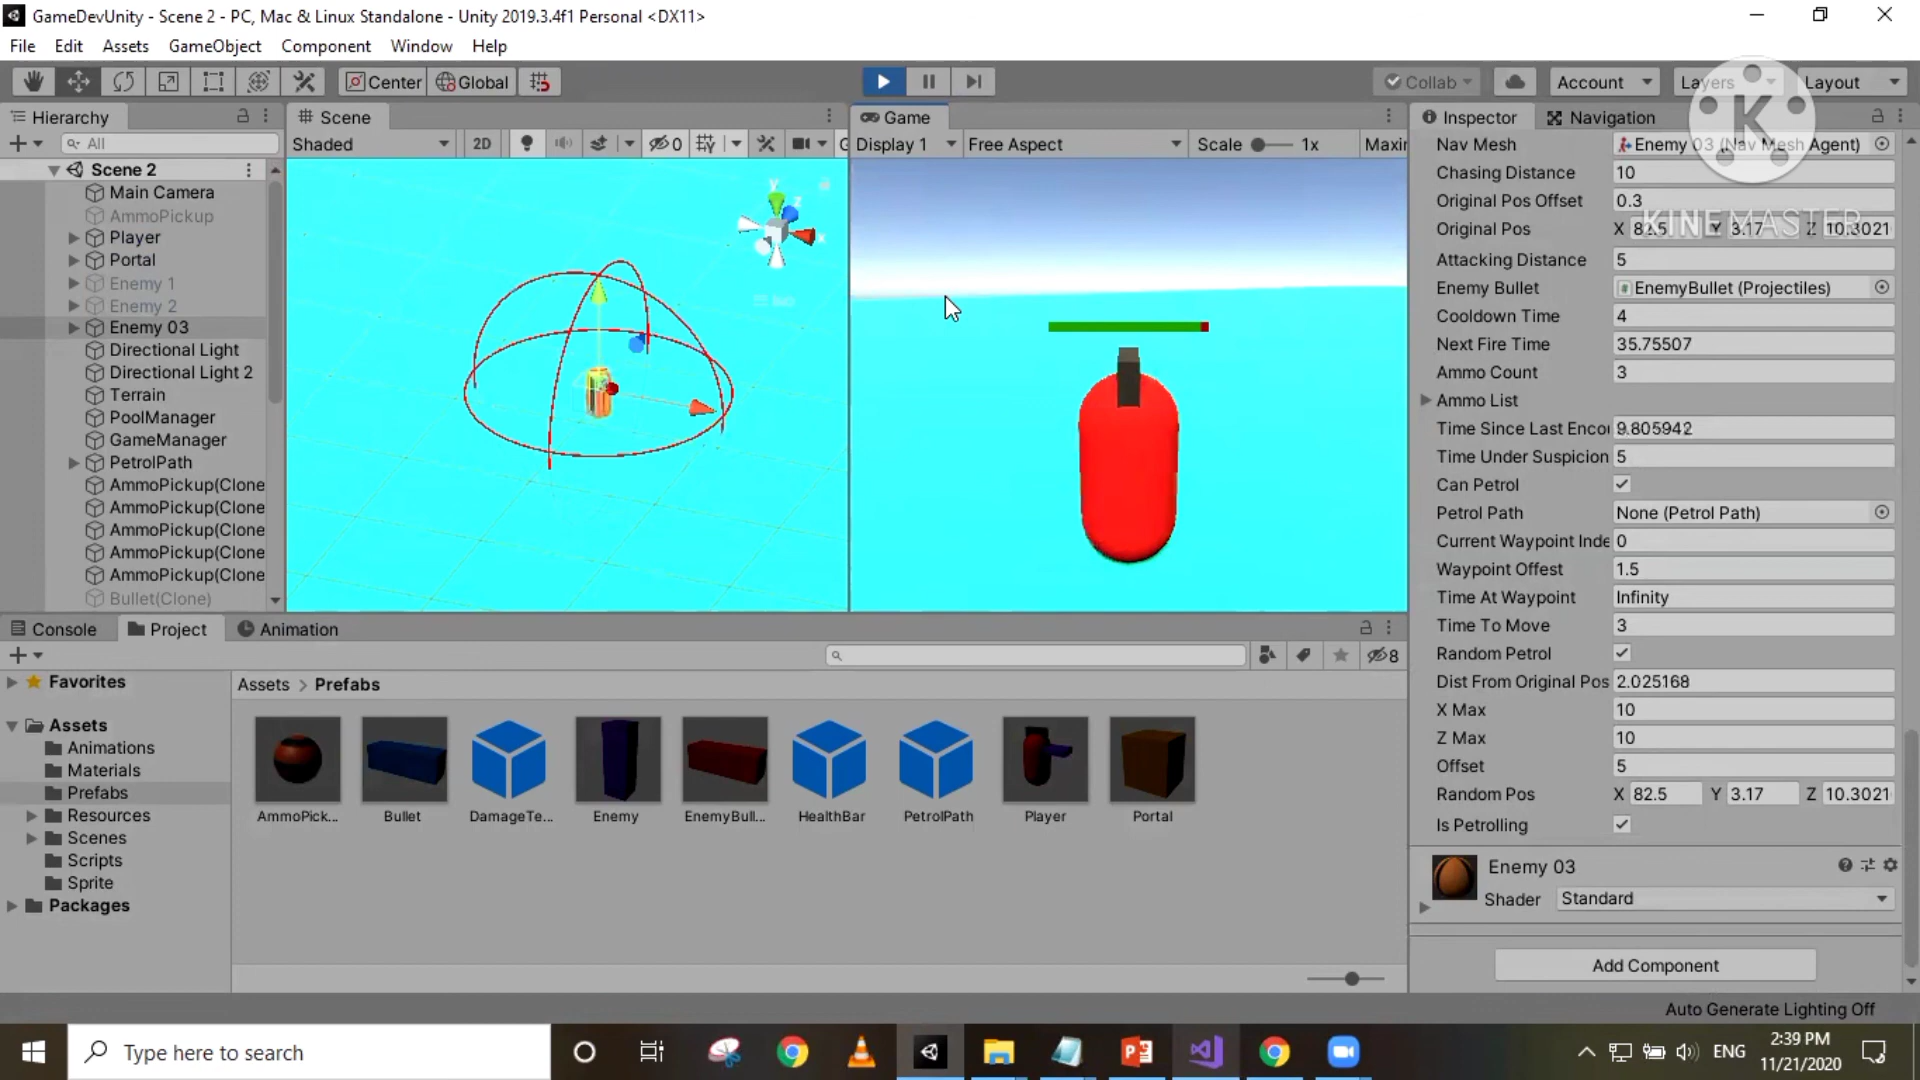 GameDevUnity - Scene 2 - PC, Mac & Linux Standalone - Unity 2019.3.4f1 Personal <DX11>
File Edit Assets GameObject Component Window Help
Center Global Collab Account Layers Layout
Hierarchy
All
Scene 2
Main Camera
AmmoPickup
Player
Portal
Enemy 1
Enemy 2
Enemy 03
Directional Light
Directional Light 2
Terrain
PoolManager
GameManager
PetrolPath
AmmoPickup(Clone
AmmoPickup(Clone
AmmoPickup(Clone
AmmoPickup(Clone
AmmoPickup(Clone
Bullet(Clone)
Scene
Shaded 2D 0
y
z
x
Game
Display 1 Free Aspect Scale 1x Maxir
Inspector Navigation
K
KINEMASTER
Nav Mesh Enemy 03 (Nav Mesh Agent)
Chasing Distance 10
Original Pos Offset 0.3
Original Pos X 82.5 Y 3.17 Z 10.3021
Attacking Distance 5
Enemy Bullet EnemyBullet (Projectiles)
Cooldown Time 4
Next Fire Time 35.75507
Ammo Count 3
Ammo List
Time Since Last Encou 9.805942
Time Under Suspicion 5
Can Petrol
Petrol Path None (Petrol Path)
Current Waypoint Inde 0
Waypoint Offest 1.5
Time At Waypoint Infinity
Time To Move 3
Random Petrol
Dist From Original Pos 2.025168
X Max 10
Z Max 10
Offset 5
Random Pos X 82.5 Y 3.17 Z 10.3021
Is Petrolling
Enemy 03
Shader Standard
Add Component
Console Project Animation
8
Favorites
Assets
Animations
Materials
Prefabs
Resources
Scenes
Scripts
Sprite
Packages
Assets > Prefabs
AmmoPick... Bullet DamageTe... Enemy EnemyBull... HealthBar PetrolPath Player Portal
Auto Generate Lighting Off
Type here to search
ENG
2:39 PM
11/21/2020